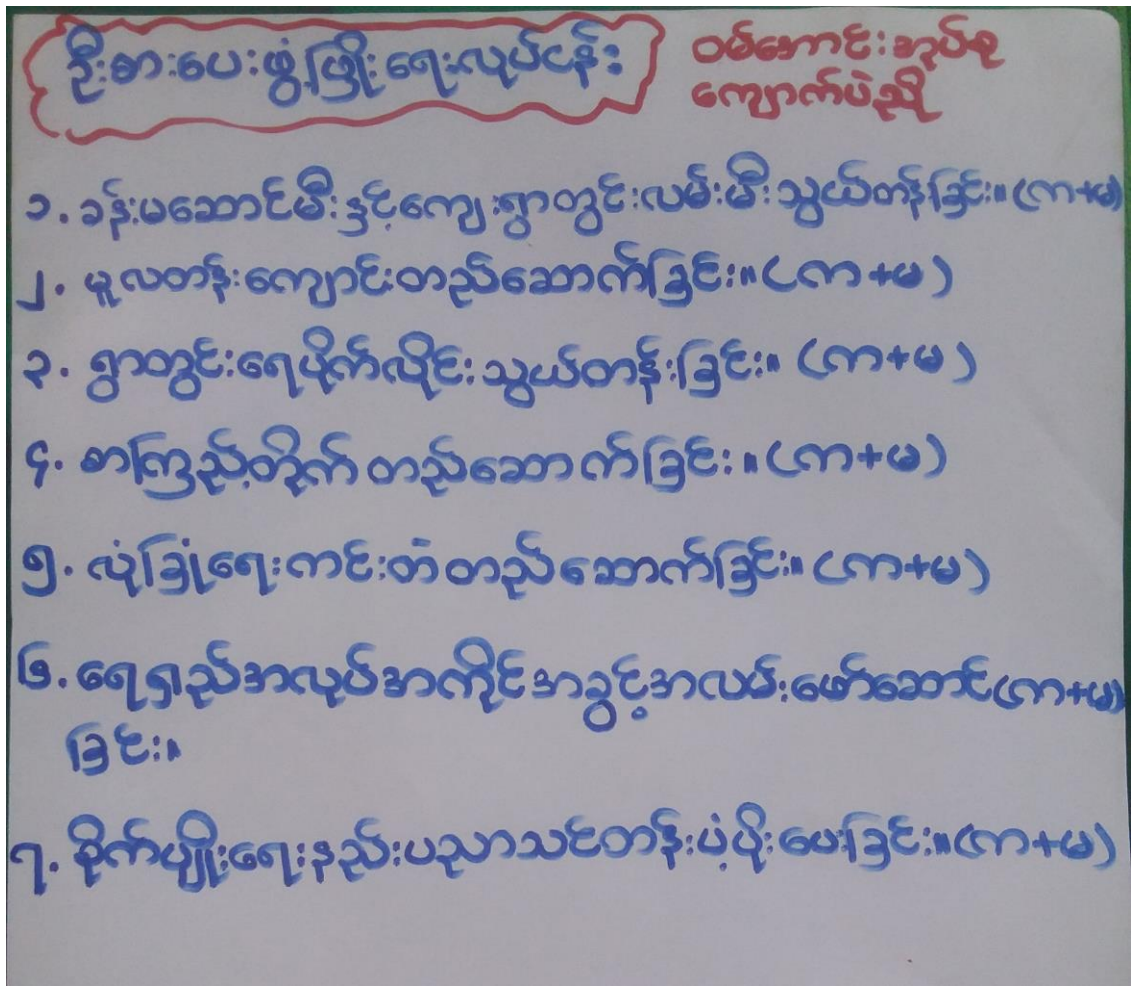 ဦးစားပေးဖွံ့ဖြိုးရေးလုပ်ငန်း
ဝမ်အောင်းအုပ်စု
ကျောက်ပဲညို
၁. ခန်းမဆောင်မီးနှင့်ကျေးရွာတွင်းလမ်းမီးသွယ်တန်ခြင်း။ (က+မ)
၂. မူလတန်းကျောင်းတည်ဆောက်ခြင်း။ (က+မ)
၃. ရွာတွင်းရေပိုက်လိုင်းသွယ်တန်းခြင်း။ (က+မ)
၄. စာကြည့်တိုက်တည်ဆောက်ခြင်း။ (က+မ)
၅. လုံခြုံရေးကင်းတဲတည်ဆောက်ခြင်း။ (က+မ)
၆. ရေရှည်အလုပ်အကိုင်အခွင့်အလမ်းဖော်ဆောင် (က+မ)
ခြင်း။
၇. စိုက်ပျိုးရေးနည်းပညာသင်တန်းပံ့ပိုးပေးခြင်း။ (က+မ)